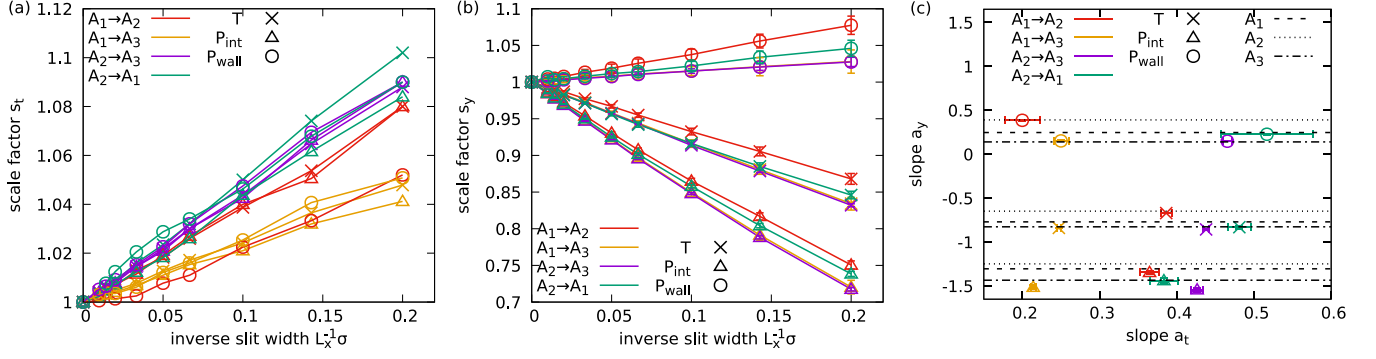 (a)
1.12
1.1
1.08
1.06
1.04
1.02
1
scale factor sₜ
A₁→A₂
A₁→A₃
A₂→A₃
A₂→A₁
T
P_int
P_wall
0
0.05
0.1
0.15
0.2
inverse slit width Lₓ⁻¹σ
(b)
1.1
1.05
1
0.95
0.9
0.85
0.8
0.75
0.7
scale factor s_y
A₁→A₂
A₁→A₃
A₂→A₃
A₂→A₁
T
P_int
P_wall
0
0.05
0.1
0.15
0.2
inverse slit width Lₓ⁻¹σ
(c)
1.5
1
0.5
0
-0.5
-1
-1.5
slope a_y
A₁→A₂
A₁→A₃
A₂→A₃
A₂→A₁
T
P_int
P_wall
A₁
A₂
A₃
0.2
0.3
0.4
0.5
0.6
slope aₜ